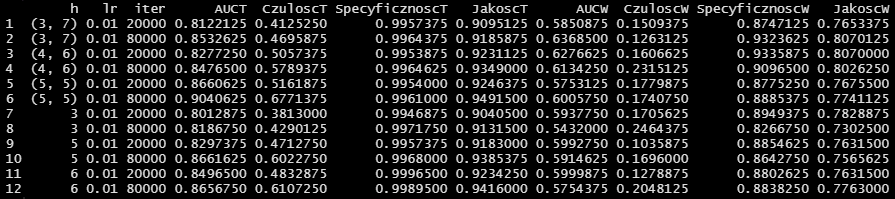 h lr iter AUCT CzuloscT SpecyficznoscT JakoscT AUCW CzuloscW SpecyficznoscW JakoscW
1 (3, 7) 0.01 20000 0.8122125 0.4125250 0.9957375 0.9095125 0.5850875 0.1509375 0.8747125 0.7653375
2 (3, 7) 0.01 80000 0.8532625 0.4695875 0.9964375 0.9185875 0.6368500 0.1263125 0.9323625 0.8070125
3 (4, 6) 0.01 20000 0.8277250 0.5057375 0.9953875 0.9231125 0.6276625 0.1606625 0.9335875 0.8070000
4 (4, 6) 0.01 80000 0.8476500 0.5789375 0.9964625 0.9349000 0.6134250 0.2315125 0.9096500 0.8026250
5 (5, 5) 0.01 20000 0.8660625 0.5161875 0.9954000 0.9246375 0.5753125 0.1779875 0.8775250 0.7675500
6 (5, 5) 0.01 80000 0.9040625 0.6771375 0.9961000 0.9491500 0.6005750 0.1740750 0.8885375 0.7741125
7 3 0.01 20000 0.8012875 0.3813000 0.9946875 0.9040500 0.5937750 0.1705625 0.8949375 0.7828875
8 3 0.01 80000 0.8186750 0.4290125 0.9971750 0.9131500 0.5432000 0.2464375 0.8266750 0.7302500
9 5 0.01 20000 0.8297375 0.4712750 0.9957375 0.9183000 0.5992750 0.1035875 0.8854625 0.7631500
10 5 0.01 80000 0.8661625 0.6022750 0.9968000 0.9385375 0.5914625 0.1696000 0.8642750 0.7565625
11 6 0.01 20000 0.8496500 0.4832875 0.9996500 0.9234250 0.5999875 0.1278875 0.8802625 0.7631500
12 6 0.01 80000 0.8656750 0.6107250 0.9989500 0.9416000 0.5754375 0.2048125 0.8838250 0.7763000